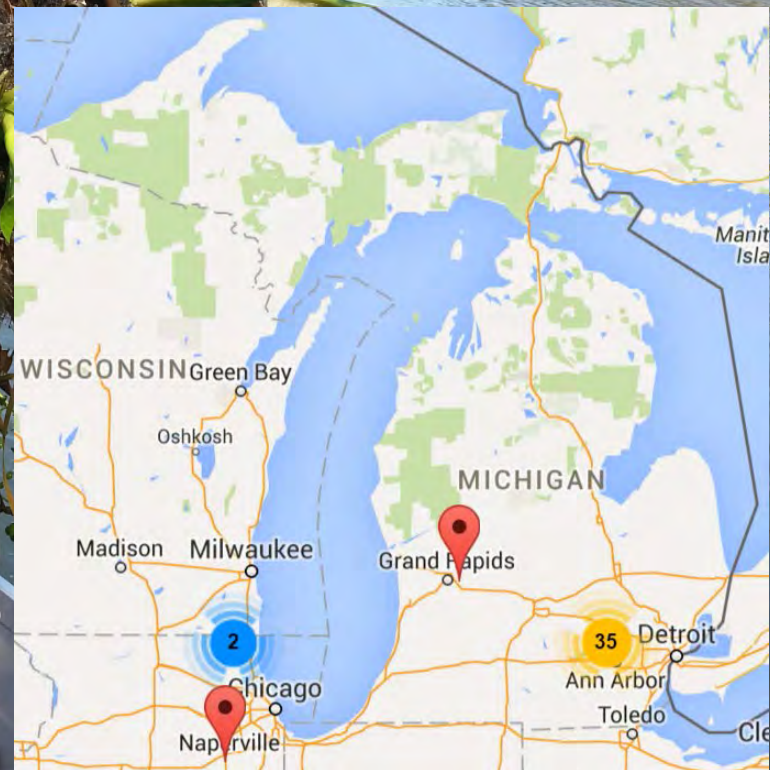 Manit
Isla
WISCONSIN
Green Bay
Oshkosh
MICHIGAN
Madison
Milwaukee
Grand Rapids
2
35
Detroit
Ann Arbor
Chicago
Toledo
Cle
Naperville